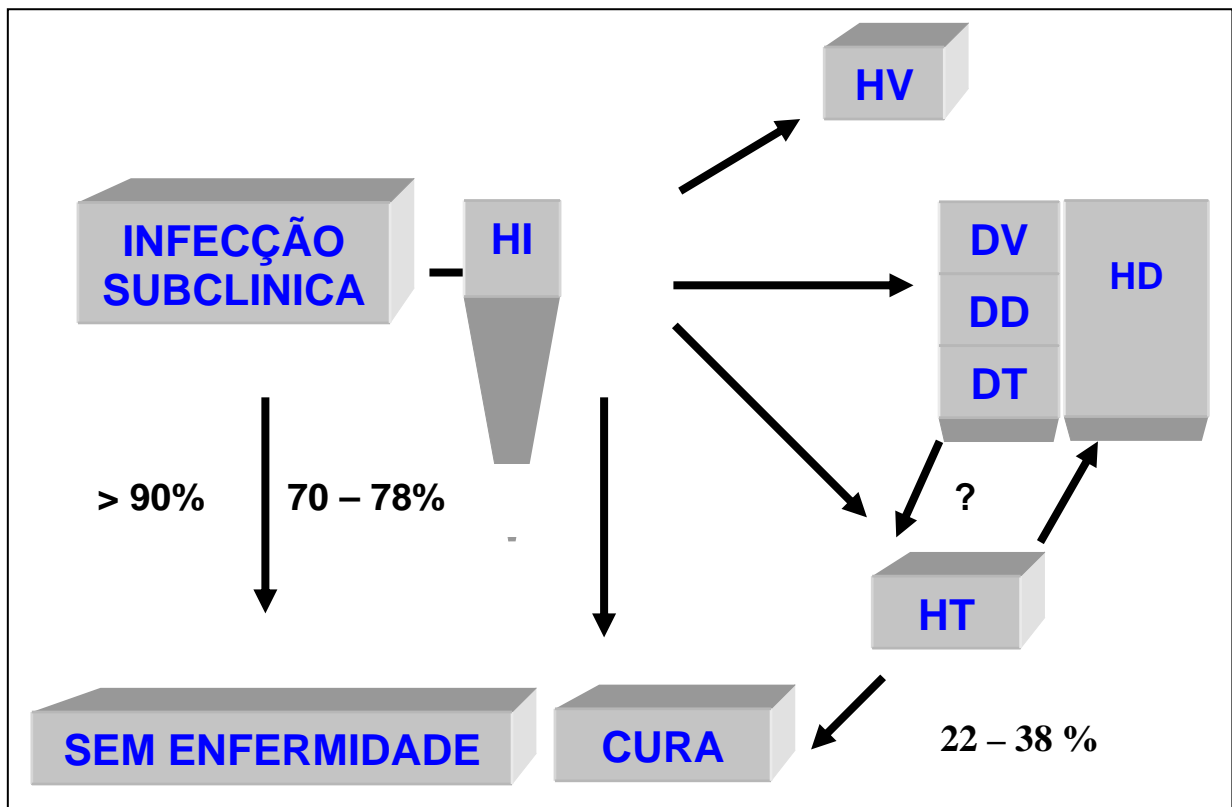 HV
INFECÇÃO
SUBCLINICA
HI
DV
DD
DT
HD
> 90%
70 – 78%
?
HT
SEM ENFERMIDADE
CURA
22 – 38 %